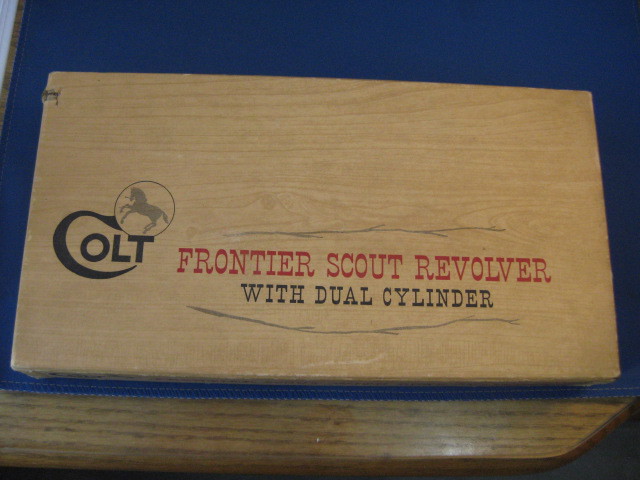 COLT
FRONTIER SCOUT REVOLVER
WITH DUAL CYLINDER